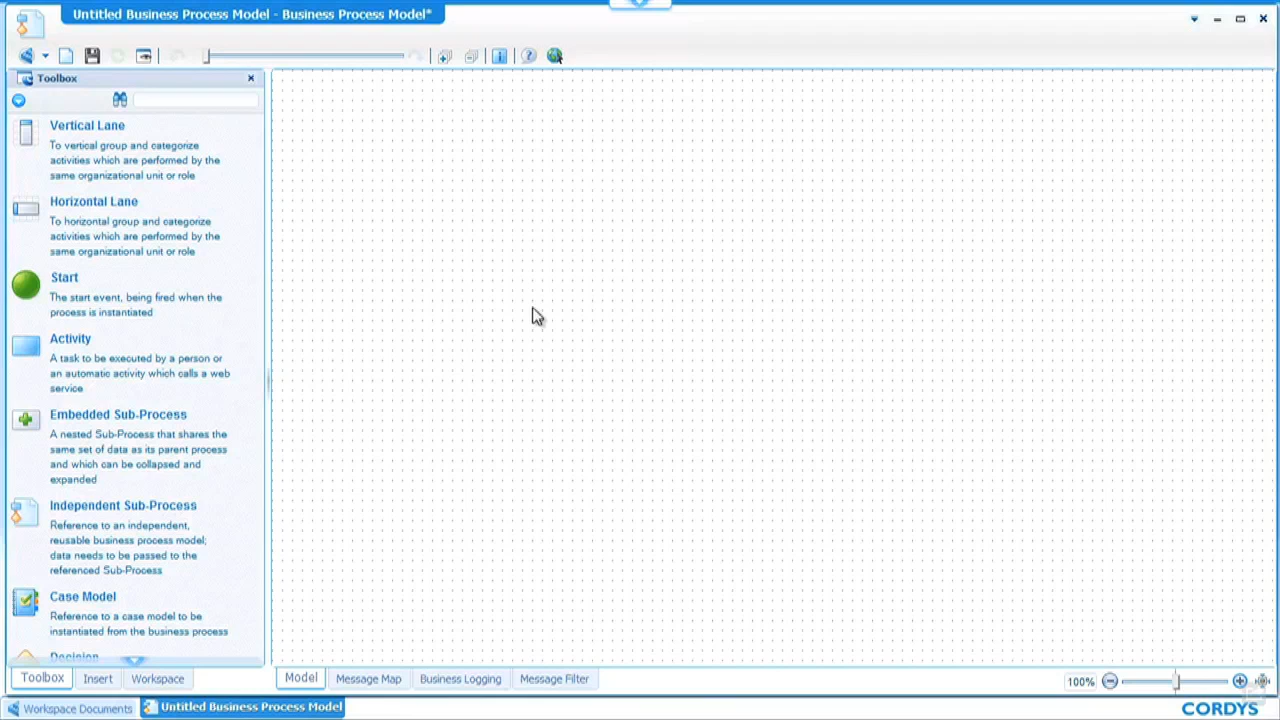 Untitled Business Process Model - Business Process Model*
Toolbox
Vertical Lane
To vertical group and categorize
activities which are performed by the
same organizational unit or role
Horizontal Lane
To horizontal group and categorize
activities which are performed by the
same organizational unit or role
Start
The start event, being fired when the
process is instantiated
Activity
A task to be executed by a person or
an automatic activity which calls a web
service
Embedded Sub-Process
A nested Sub-Process that shares the
same set of data as its parent process
and which can be collapsed and
expanded
Independent Sub-Process
Reference to an independent,
reusable business process model;
data needs to be passed to the
referenced Sub-Process
Case Model
Reference to a case model to be
instantiated from the business process
Decision
Toolbox Insert Workspace
Model Message Map Business Logging Message Filter
100%
Workspace Documents Untitled Business Process Model
CORDYS